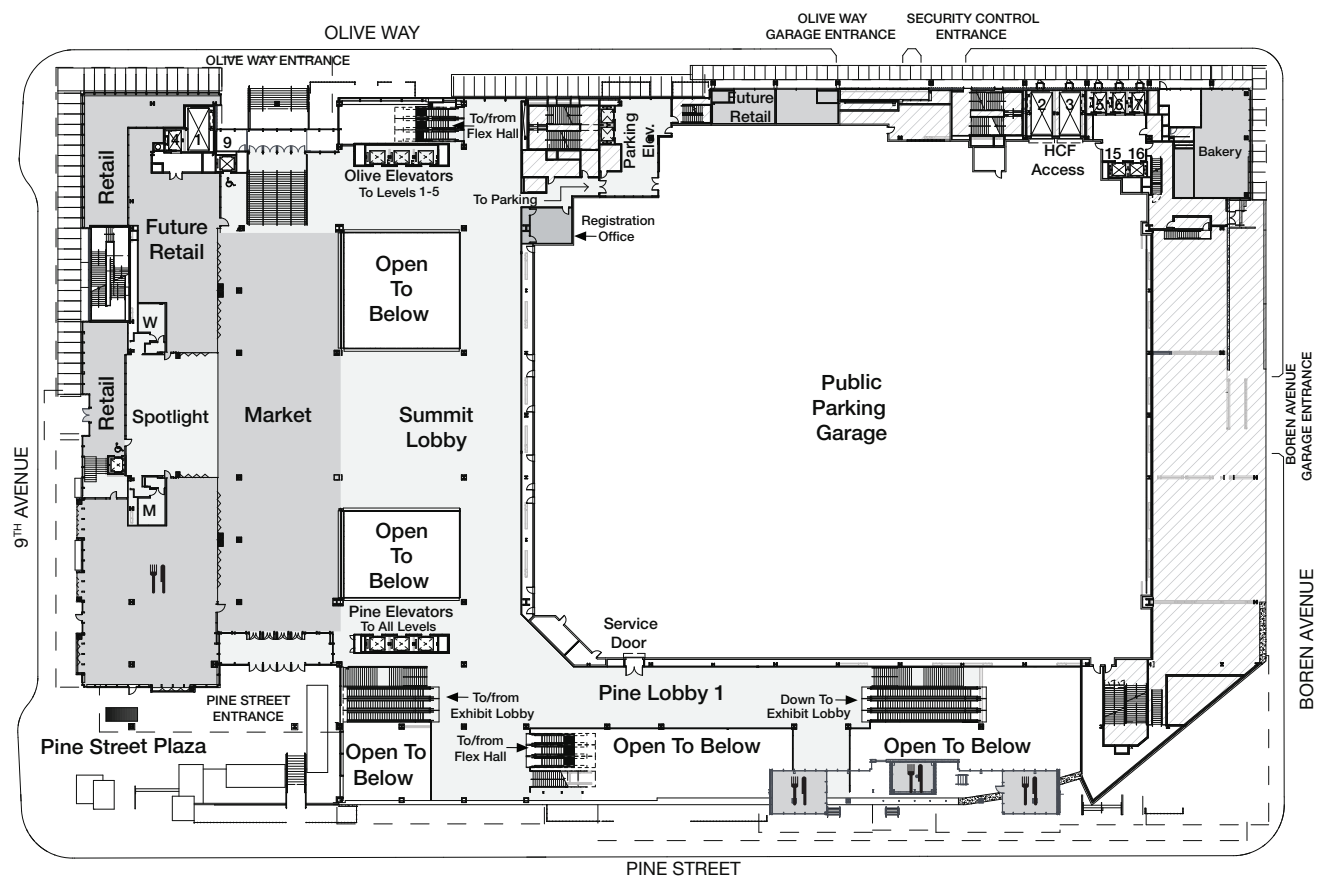 OLIVE WAY
OLIVE WAY
GARAGE ENTRANCE
SECURITY CONTROL
ENTRANCE
OLIVE WAY ENTRANCE
To/from
Flex Hall
Parking
Elev.
Future
Retail
2
3
5
6
7
HCF
Access
15
16
Bakery
4
1
9
Retail
Olive Elevators
To Levels 1-5
To Parking
Registration
Office
Future
Retail
Open
To
Below
W
Retail
Spotlight
Market
Summit
Lobby
Public
Parking
Garage
BOREN AVENUE
GARAGE ENTRANCE
9TH AVENUE
M
Open
To
Below
Pine Elevators
To All Levels
Service
Door
BOREN AVENUE
PINE STREET
ENTRANCE
To/from
Exhibit Lobby
Pine Lobby 1
Down To
Exhibit Lobby
Pine Street Plaza
Open To
Below
To/from
Flex Hall
Open To Below
Open To Below
PINE STREET